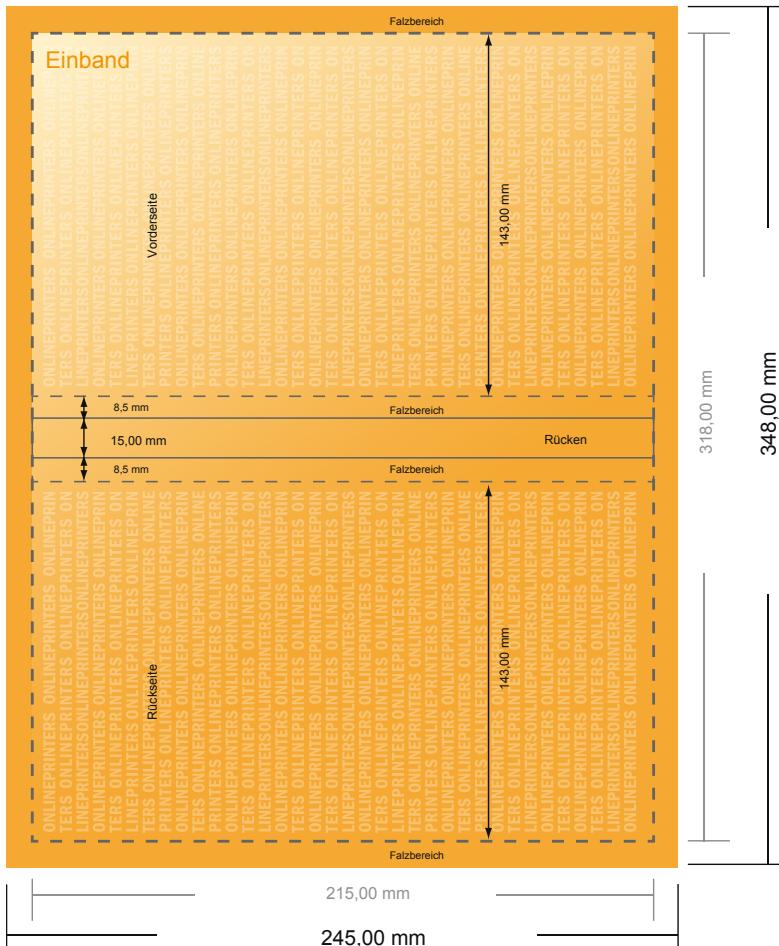 Falzbereich
Einband
Vorderseite
143,00 mm
8,5 mm
Falzbereich
15,00 mm
Rücken
8,5 mm
Falzbereich
318,00 mm
348,00 mm
Rückseite
143,00 mm
Falzbereich
215,00 mm
245,00 mm